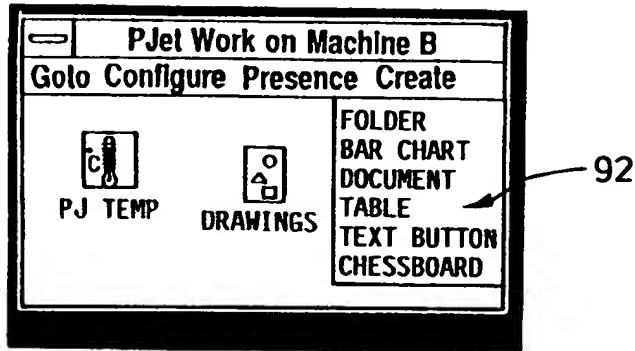 PJet Work on Machine B
Goto Configure Presence Create
FOLDER
BAR CHART
DOCUMENT
TABLE
TEXT BUTTON
CHESSBOARD
C
PJ TEMP
DRAWINGS
92